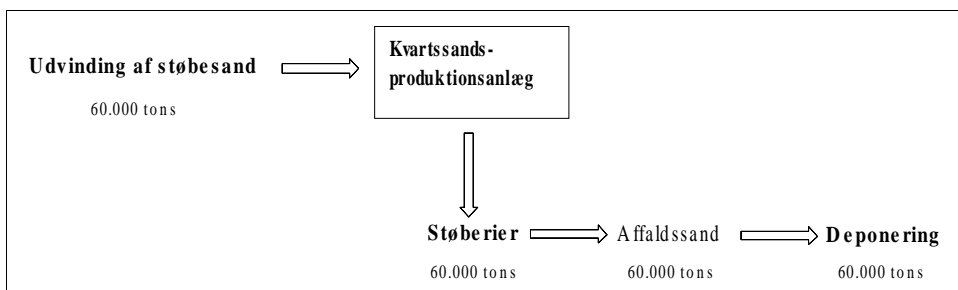 Udvinding af støbesand
60.000 tons
Kvartssands-
produktionsanlæg
Støberier
Affaldssand
Deponering
60.000 tons
60.000 tons
60.000 tons